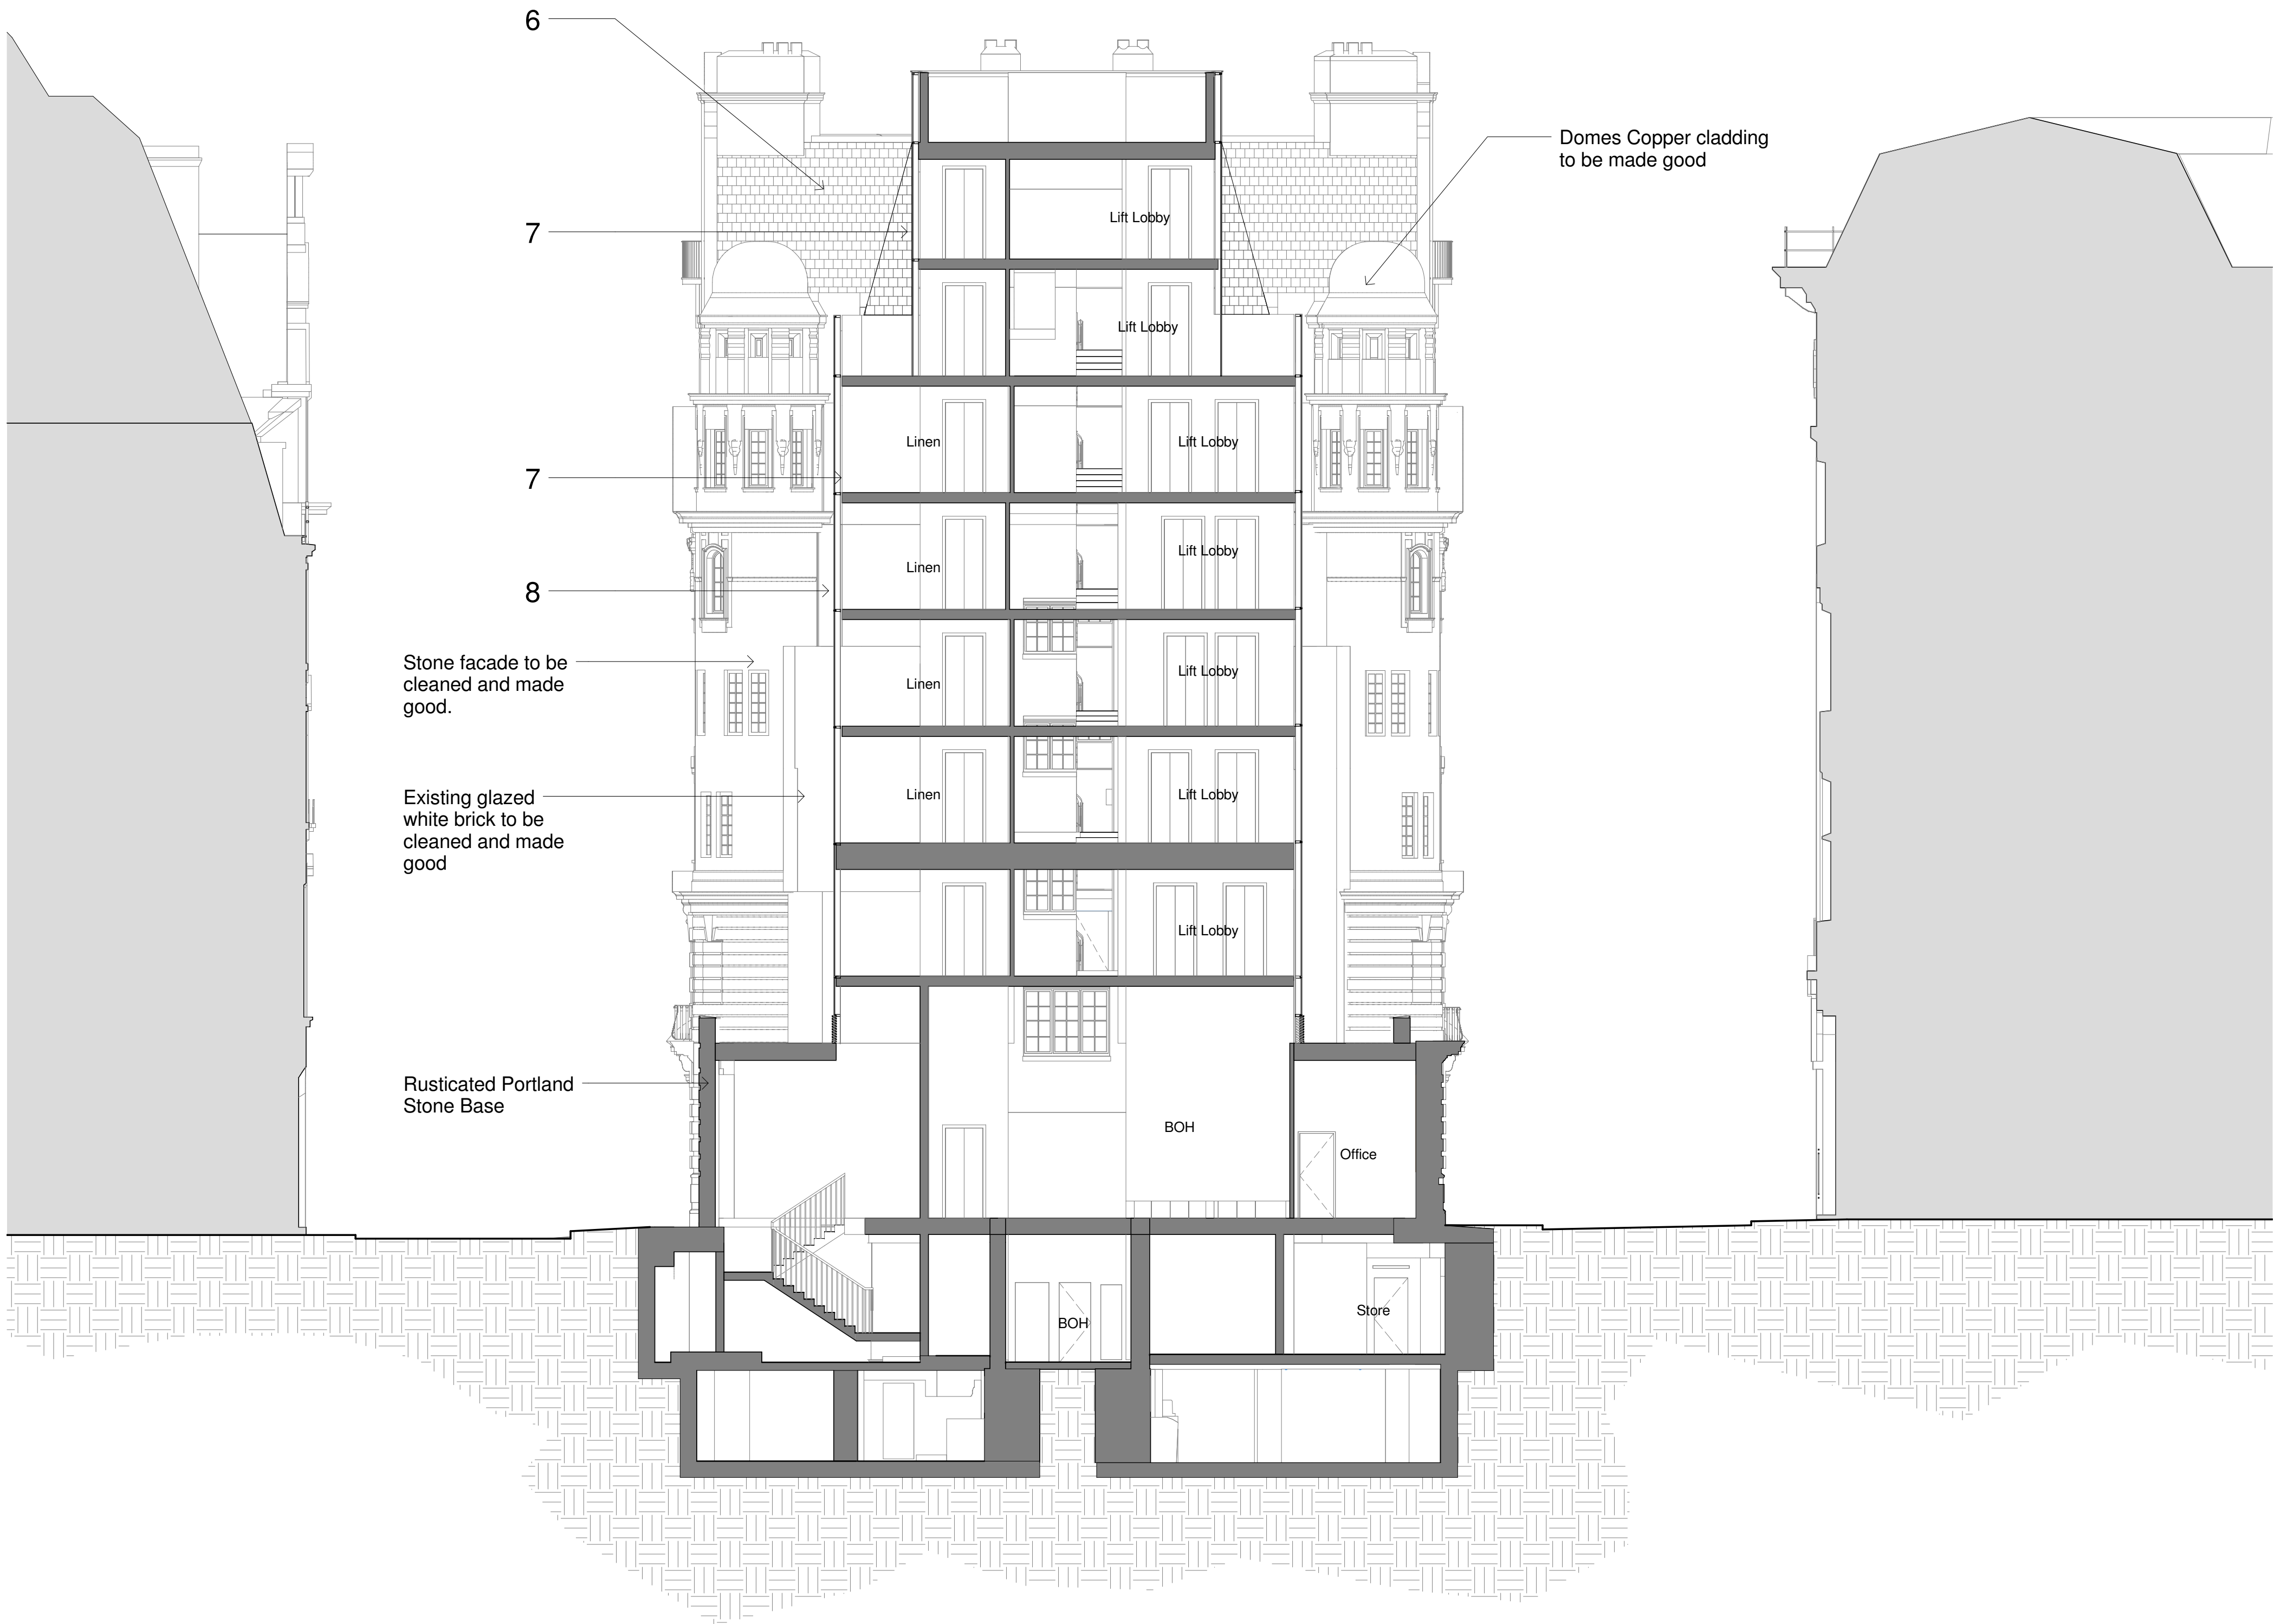 6
Domes Copper cladding
to be made good
Lift Lobby
7
Lift Lobby
Linen
Lift Lobby
7
Lift Lobby
Linen
8
Stone facade to be
cleaned and made
good.
Lift Lobby
Linen
Existing glazed
white brick to be
cleaned and made
good
Linen
Lift Lobby
Lift Lobby
Rusticated Portland
Stone Base
BOH
Office
Store
BOH